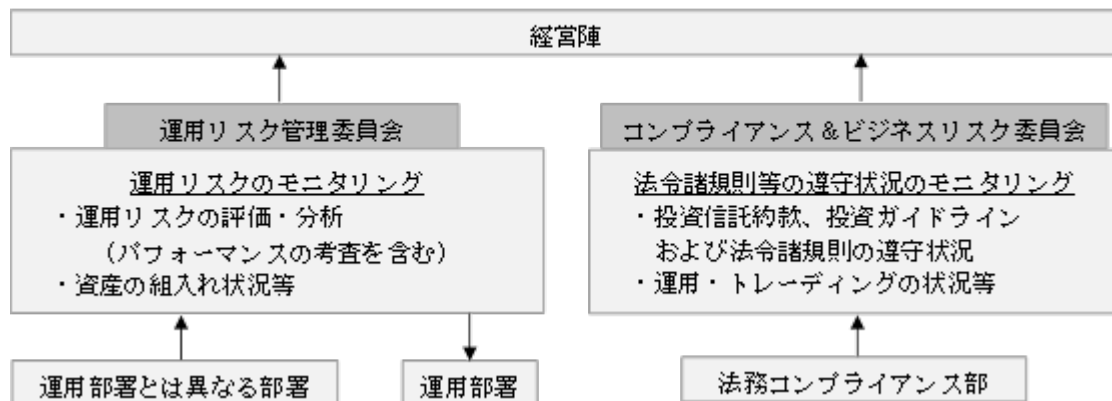 経営陣
運用リスク管理委員会
運用リスクのモニタリング
・運用リスクの評価・分析
（パフォーマンスの考査を含む）
・資産の組入れ状況等
運用部署とは異なる部署
運用部署
コンプライアンス＆ビジネスリスク委員会
法令諸規則等の遵守状況のモニタリング
・投資信託約款、投資ガイドライン
および法令諸規則の遵守状況
・運用・トレーディングの状況等
法務コンプライアンス部